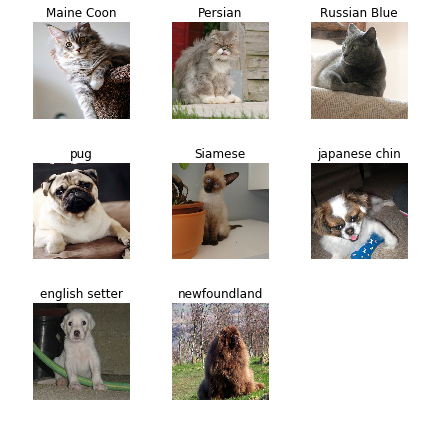 Maine Coon
Persian
Russian Blue
pug
Siamese
japanese chin
english setter
newfoundland